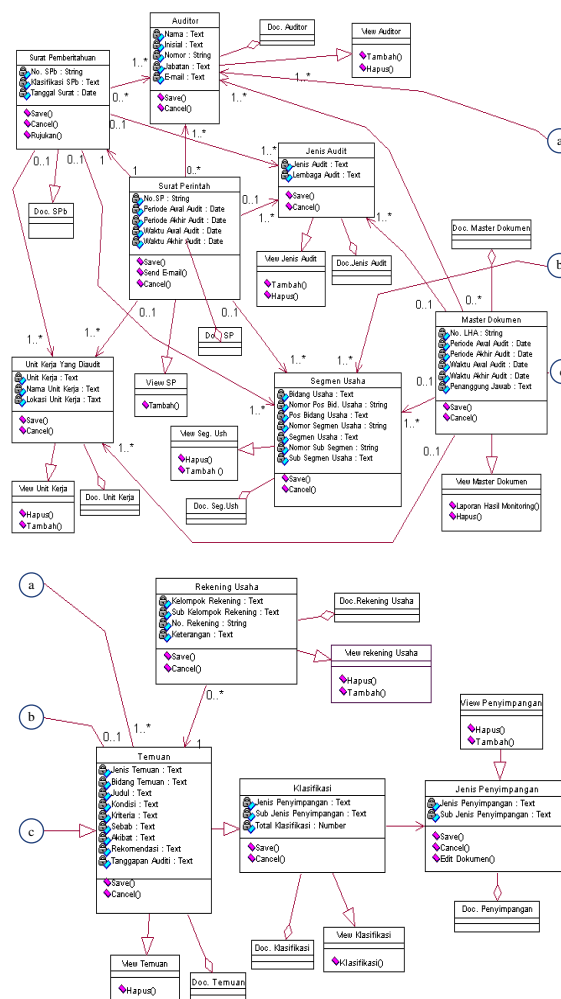 Auditor
Nama : Text
Inisial : Text
Nomor : String
Jabatan : Text
E-mail : Text
Save()
Cancel()
Doc. Auditor
View Auditor
Tambah()
Hapus()
Surat Pemberitahuan
No. SPb : String
Klasifikasi SPb : Text
Tanggal Surat : Date
Save()
Cancel()
Rujukan()
1..*
0..*
0..1
1..*
1..*
1..*
1..*
a
0..1
0..1
1
1
0..*
1..*
Jenis Audit
Jenis Audit : Text
Lembaga Audit : Text
Save()
Cancel()
Surat Perintah
No.SP : String
Periode Awal Audit : Date
Periode Akhir Audit : Date
Waktu Awal Audit : Date
Waktu Akhir Audit : Date
Save()
Send E-mail()
Cancel()
0..1
1..*
1..*
Doc. SPb
Doc. Master Dokumen
View Jenis Audit
Tambah()
Hapus()
Doc.Jenis Audit
b
0..1
0..*
0..1
0..1
Doc. SP
Master Dokumen
No. LHA : String
Periode Awal Audit : Date
Periode Akhir Audit : Date
Waktu Awal Audit : Date
Waktu Akhir Audit : Date
Penanggung Jawab : Text
Save()
Cancel()
1..*
1..*
1..*
1..*
Unit Kerja Yang Diaudit
Unit Kerja : Text
Nama Unit Kerja : Text
Lokasi Unit Kerja : Text
Save()
Cancel()
View SP
Tambah()
Segmen Usaha
Bidang Usaha : Text
Nomor Pos Bid. Usaha : String
Pos Bidang Usaha : Text
Nomor Segmen Usaha : String
Segmen Usaha : Text
Nomor Sub Segmen : String
Sub Segmen Usaha : Text
Save()
Cancel()
c
0..1
1..*
1..*
1..*
0..1
View Seg. Ush
Hapus()
Tambah ()
View Unit Kerja
Hapus()
Tambah()
Doc. Unit Kerja
Doc. Seg.Ush
View Master Dokumen
Laporan Hasil Monitoring()
Hapus()
a
Rekening Usaha
Kelompok Rekening : Text
Sub Kelompok Rekening : Text
No. Rekening : String
Keterangan : Text
Save()
Cancel()
Doc.Rekening Usaha
View rekening Usaha
Hapus()
Tambah()
0..*
b
0..1
1..*
1
View Penyimpangan
Hapus()
Tambah()
Temuan
Jenis Temuan : Text
Bidang Temuan : Text
Judul : Text
Kondisi : Text
Kriteria : Text
Sebab : Text
Akibat : Text
Rekomendasi : Text
Tanggapan Auditi : Text
Save()
Cancel()
c
Klasifikasi
Jenis Penyimpangan : Text
Sub Jenis Penyimpangan : Text
Total Klasifikasi : Number
Save()
Cancel()
Jenis Penyimpangan
Jenis Penyimpangan : Text
Sub Jenis Penyimpangan : Text
Save()
Cancel()
Edit Dokumen()
Doc. Penyimpangan
View Temuan
Hapus()
Doc. Temuan
Doc. Klasifikasi
View Klasifikasi
Klasifikasi()